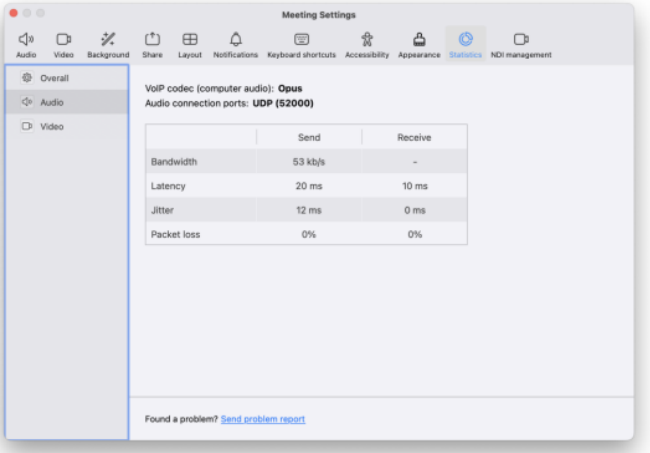 Meeting Settings
Audio Video Background Share Layout Notifications Keyboard shortcuts Accessibility Appearance Statistics NDI management
Overall
Audio
Video
VoIP codec (computer audio): Opus
Audio connection ports: UDP (52000)
Send Receive
Bandwidth 53 kb/s -
Latency 20 ms 10 ms
Jitter 12 ms 0 ms
Packet loss 0% 0%
Found a problem? Send problem report